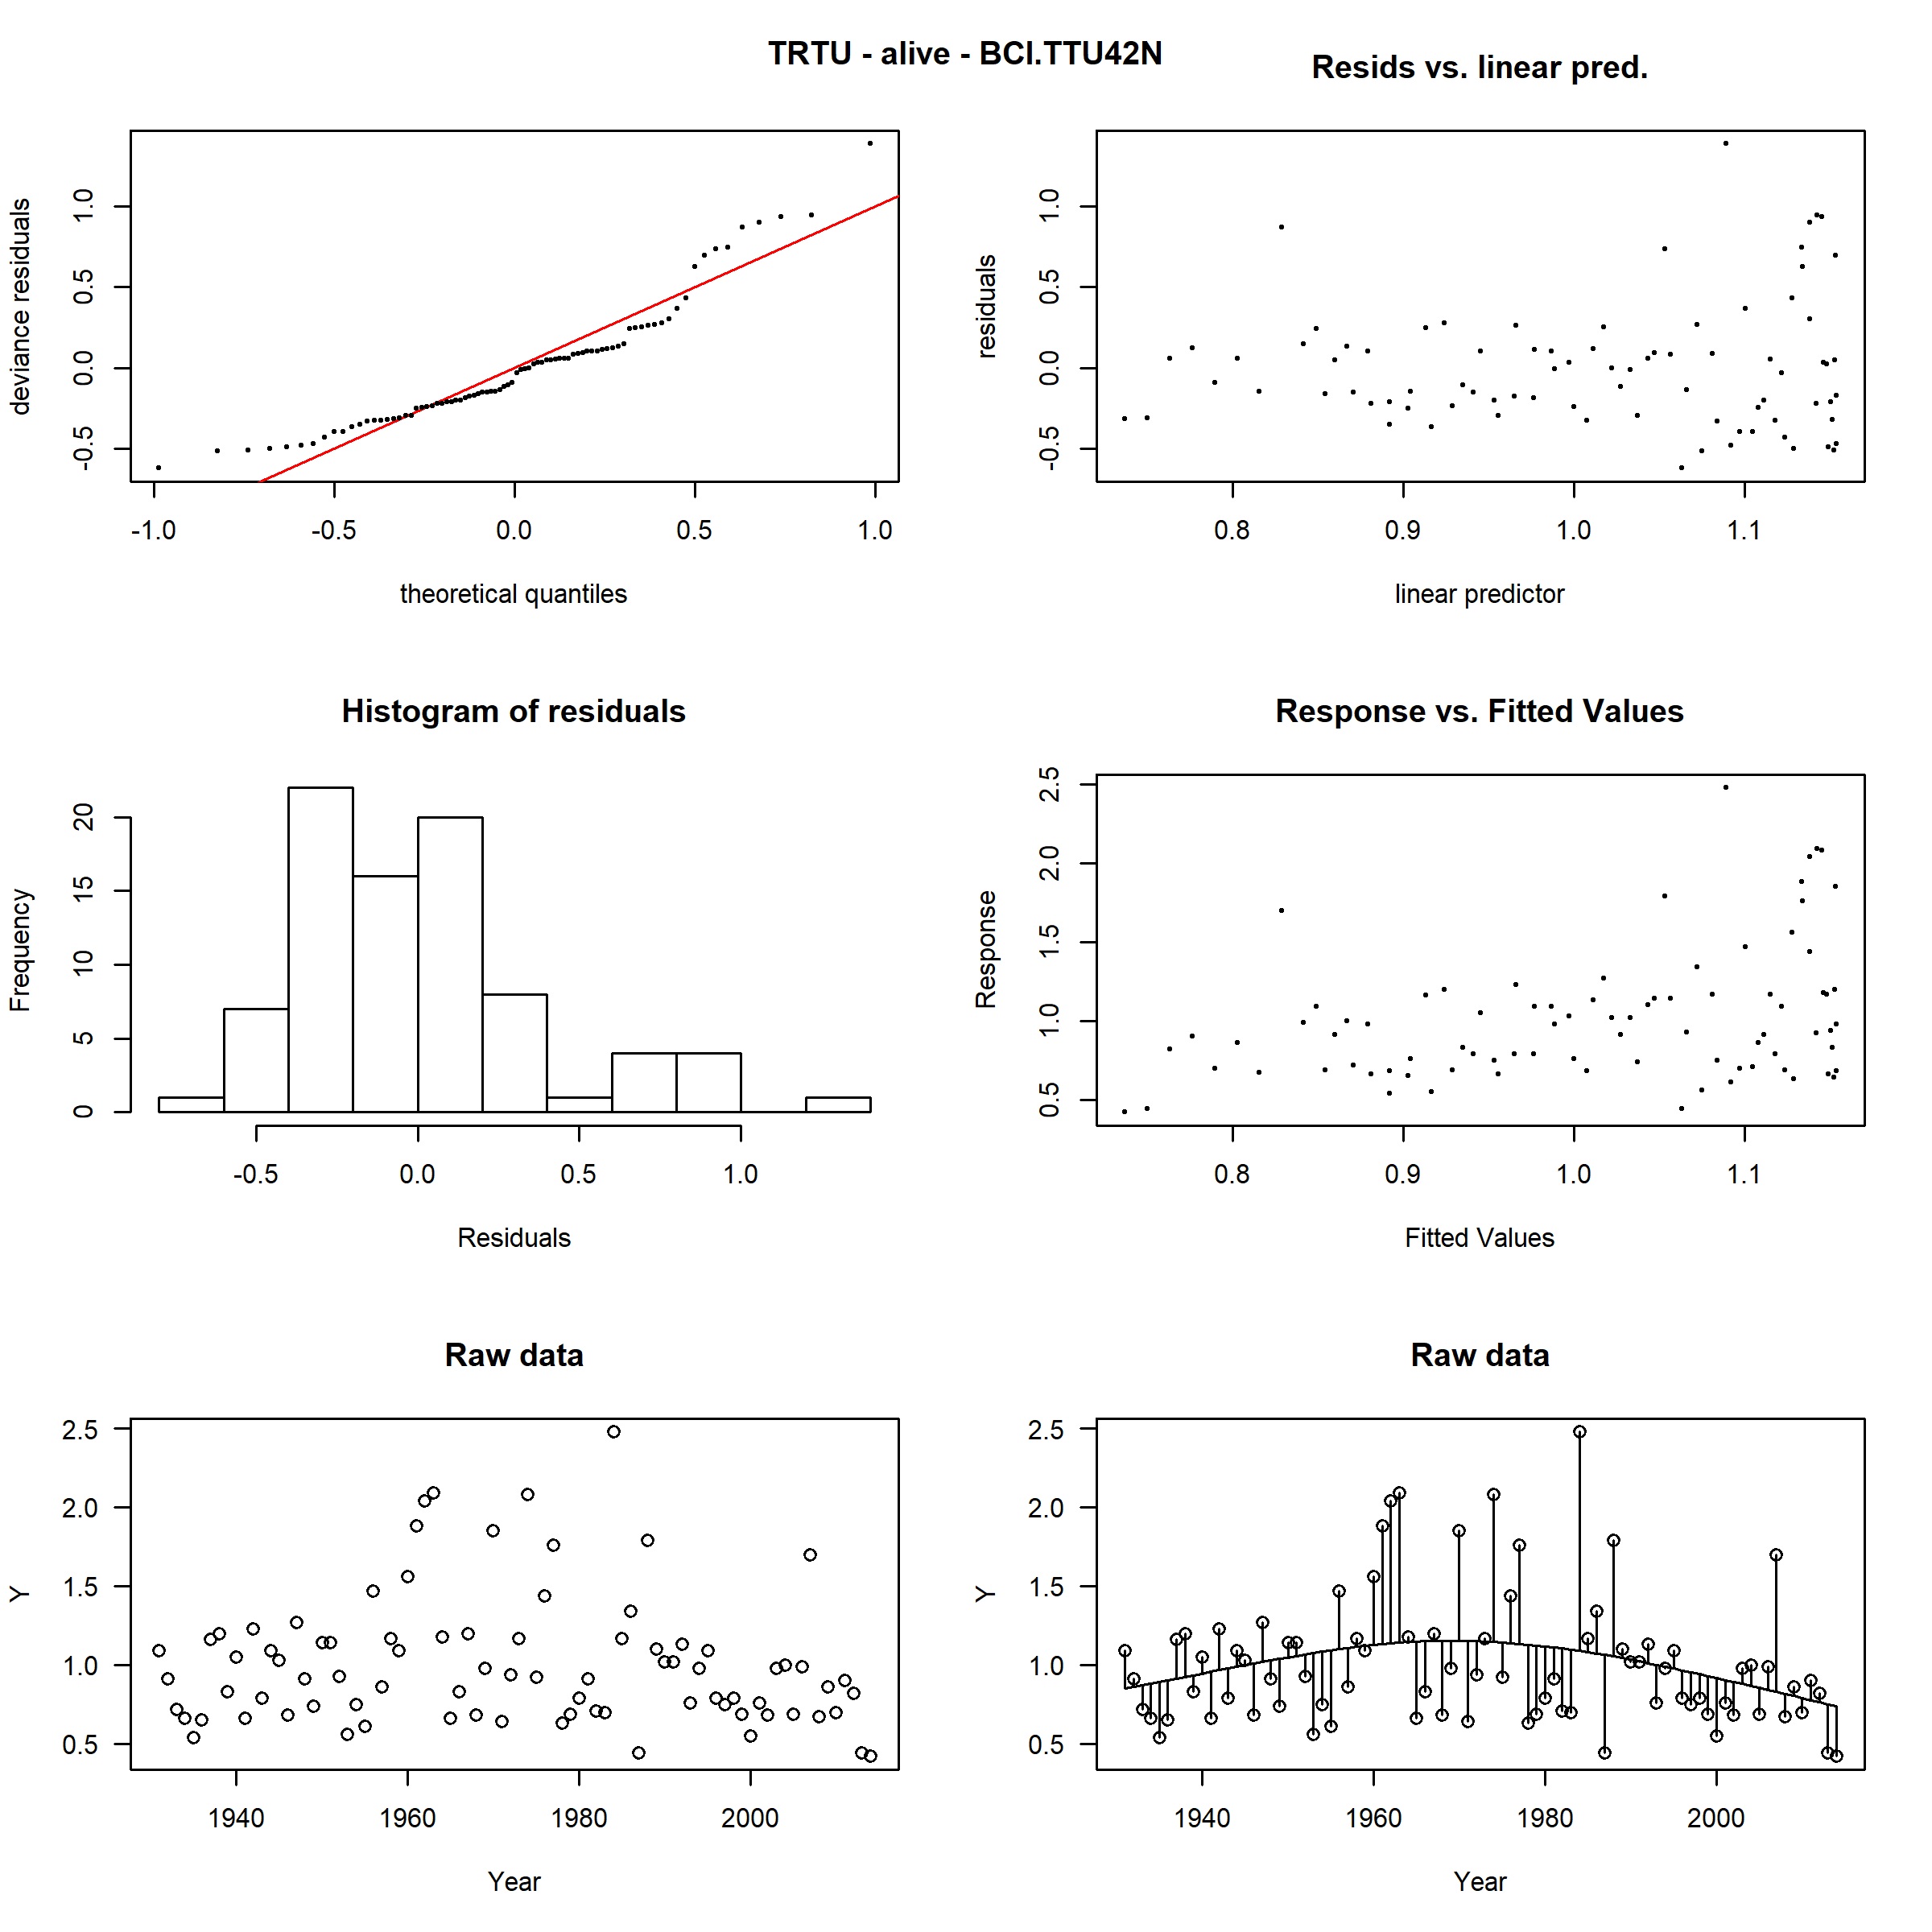 TRTU - alive - BCI.TTU42N
Resids vs. linear pred.
deviance residuals
1.0
0.5
0.0
-0.5
-1.0 -0.5 0.0 0.5 1.0
theoretical quantiles
residuals
1.0
0.5
0.0
-0.5
0.8 0.9 1.0 1.1
linear predictor
Histogram of residuals
Frequency
20
15
10
5
0
-0.5 0.0 0.5 1.0
Residuals
Response vs. Fitted Values
Response
2.5
2.0
1.5
1.0
0.5
0.8 0.9 1.0 1.1
Fitted Values
Raw data
Y
2.5
2.0
1.5
1.0
0.5
1940 1960 1980 2000
Year
Raw data
Y
2.5
2.0
1.5
1.0
0.5
1940 1960 1980 2000
Year